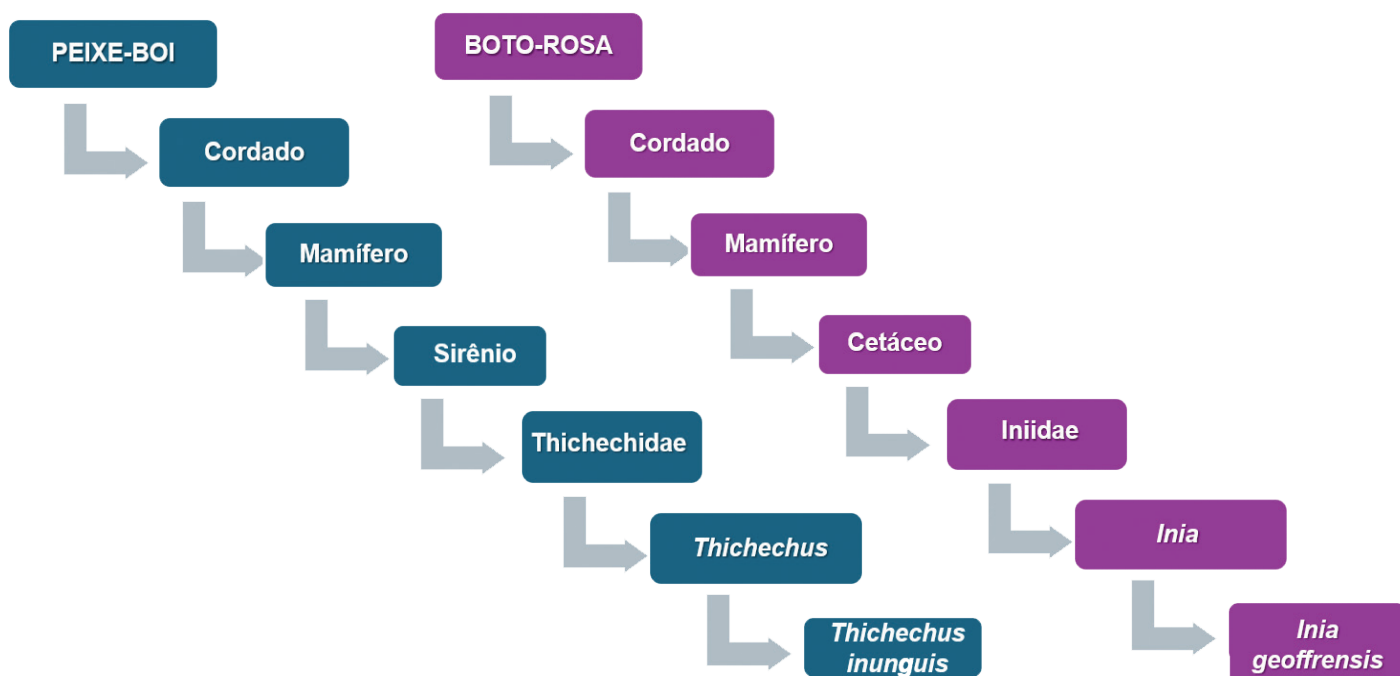 PEIXE-BOI
Cordado
Mamífero
Sirênio
Thichechidae
Thichechus
Thichechus
inunguis
BOTO-ROSA
Cordado
Mamífero
Cetáceo
Iniidae
Inia
Inia
geoffrensis